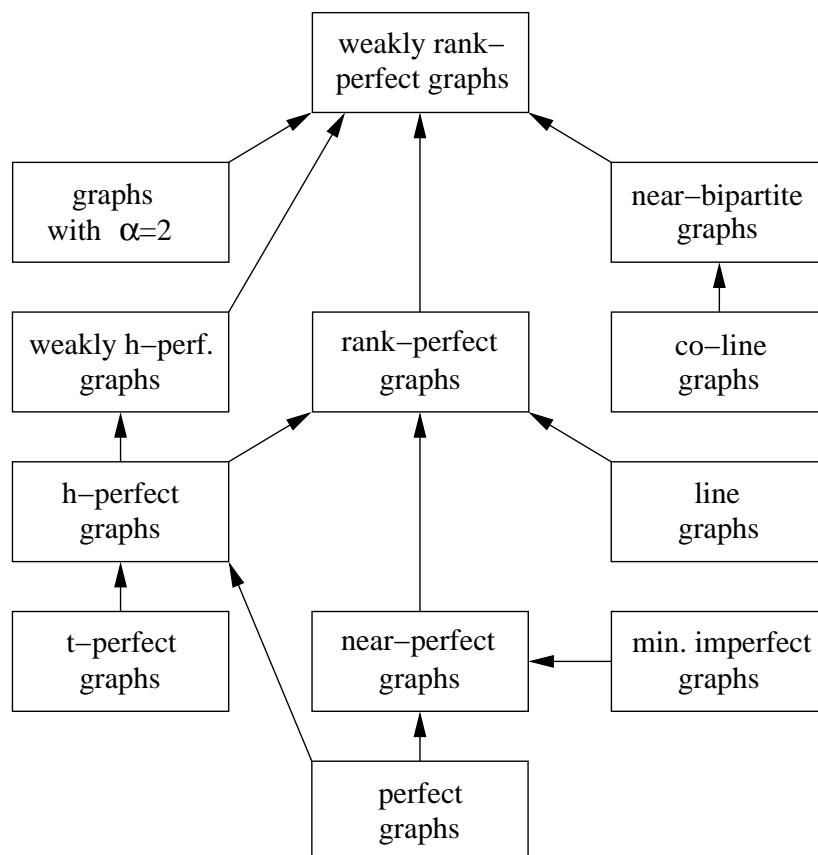 weakly rank−
perfect graphs
graphs
with α=2
near−bipartite
graphs
weakly h−perf.
graphs
rank−perfect
graphs
co−line
graphs
h−perfect
graphs
line
graphs
t−perfect
graphs
near−perfect
graphs
min. imperfect
graphs
perfect
graphs